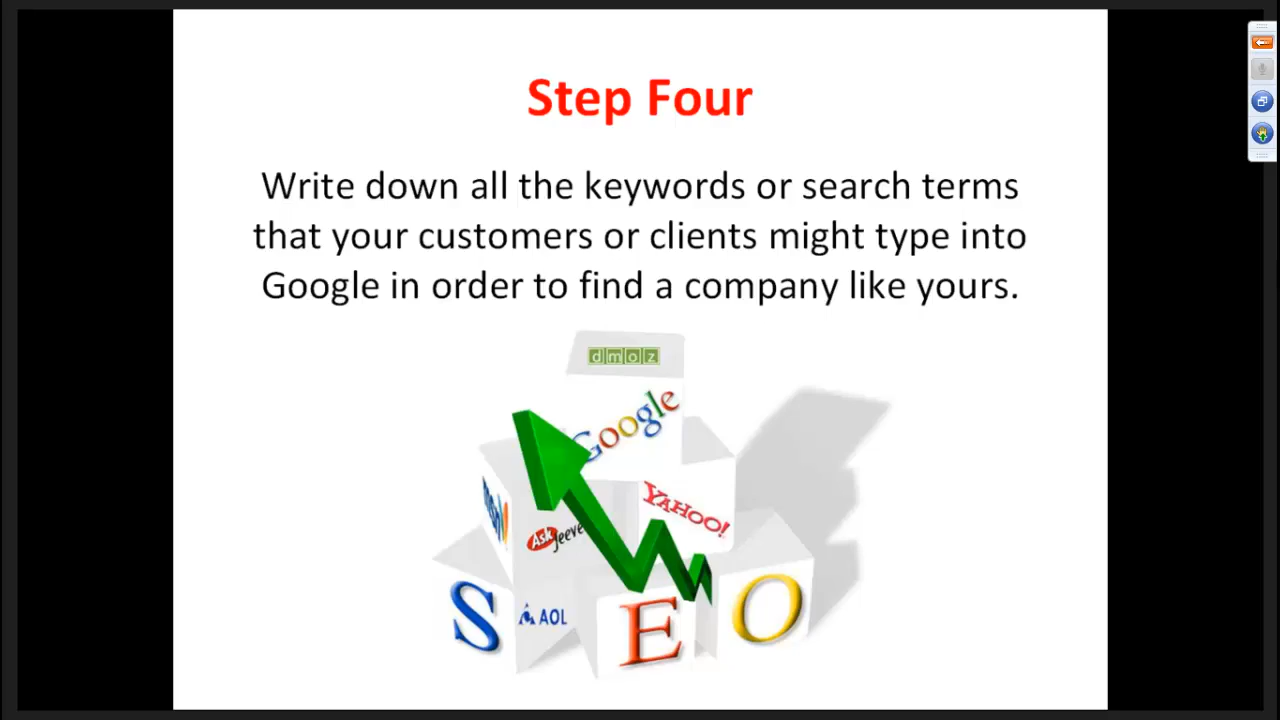 Step Four
Write down all the keywords or search terms
that your customers or clients might type into
Google in order to find a company like yours.
dmoz
Google
YAHOO!
Ask Jeeve
S
AOL
E
O